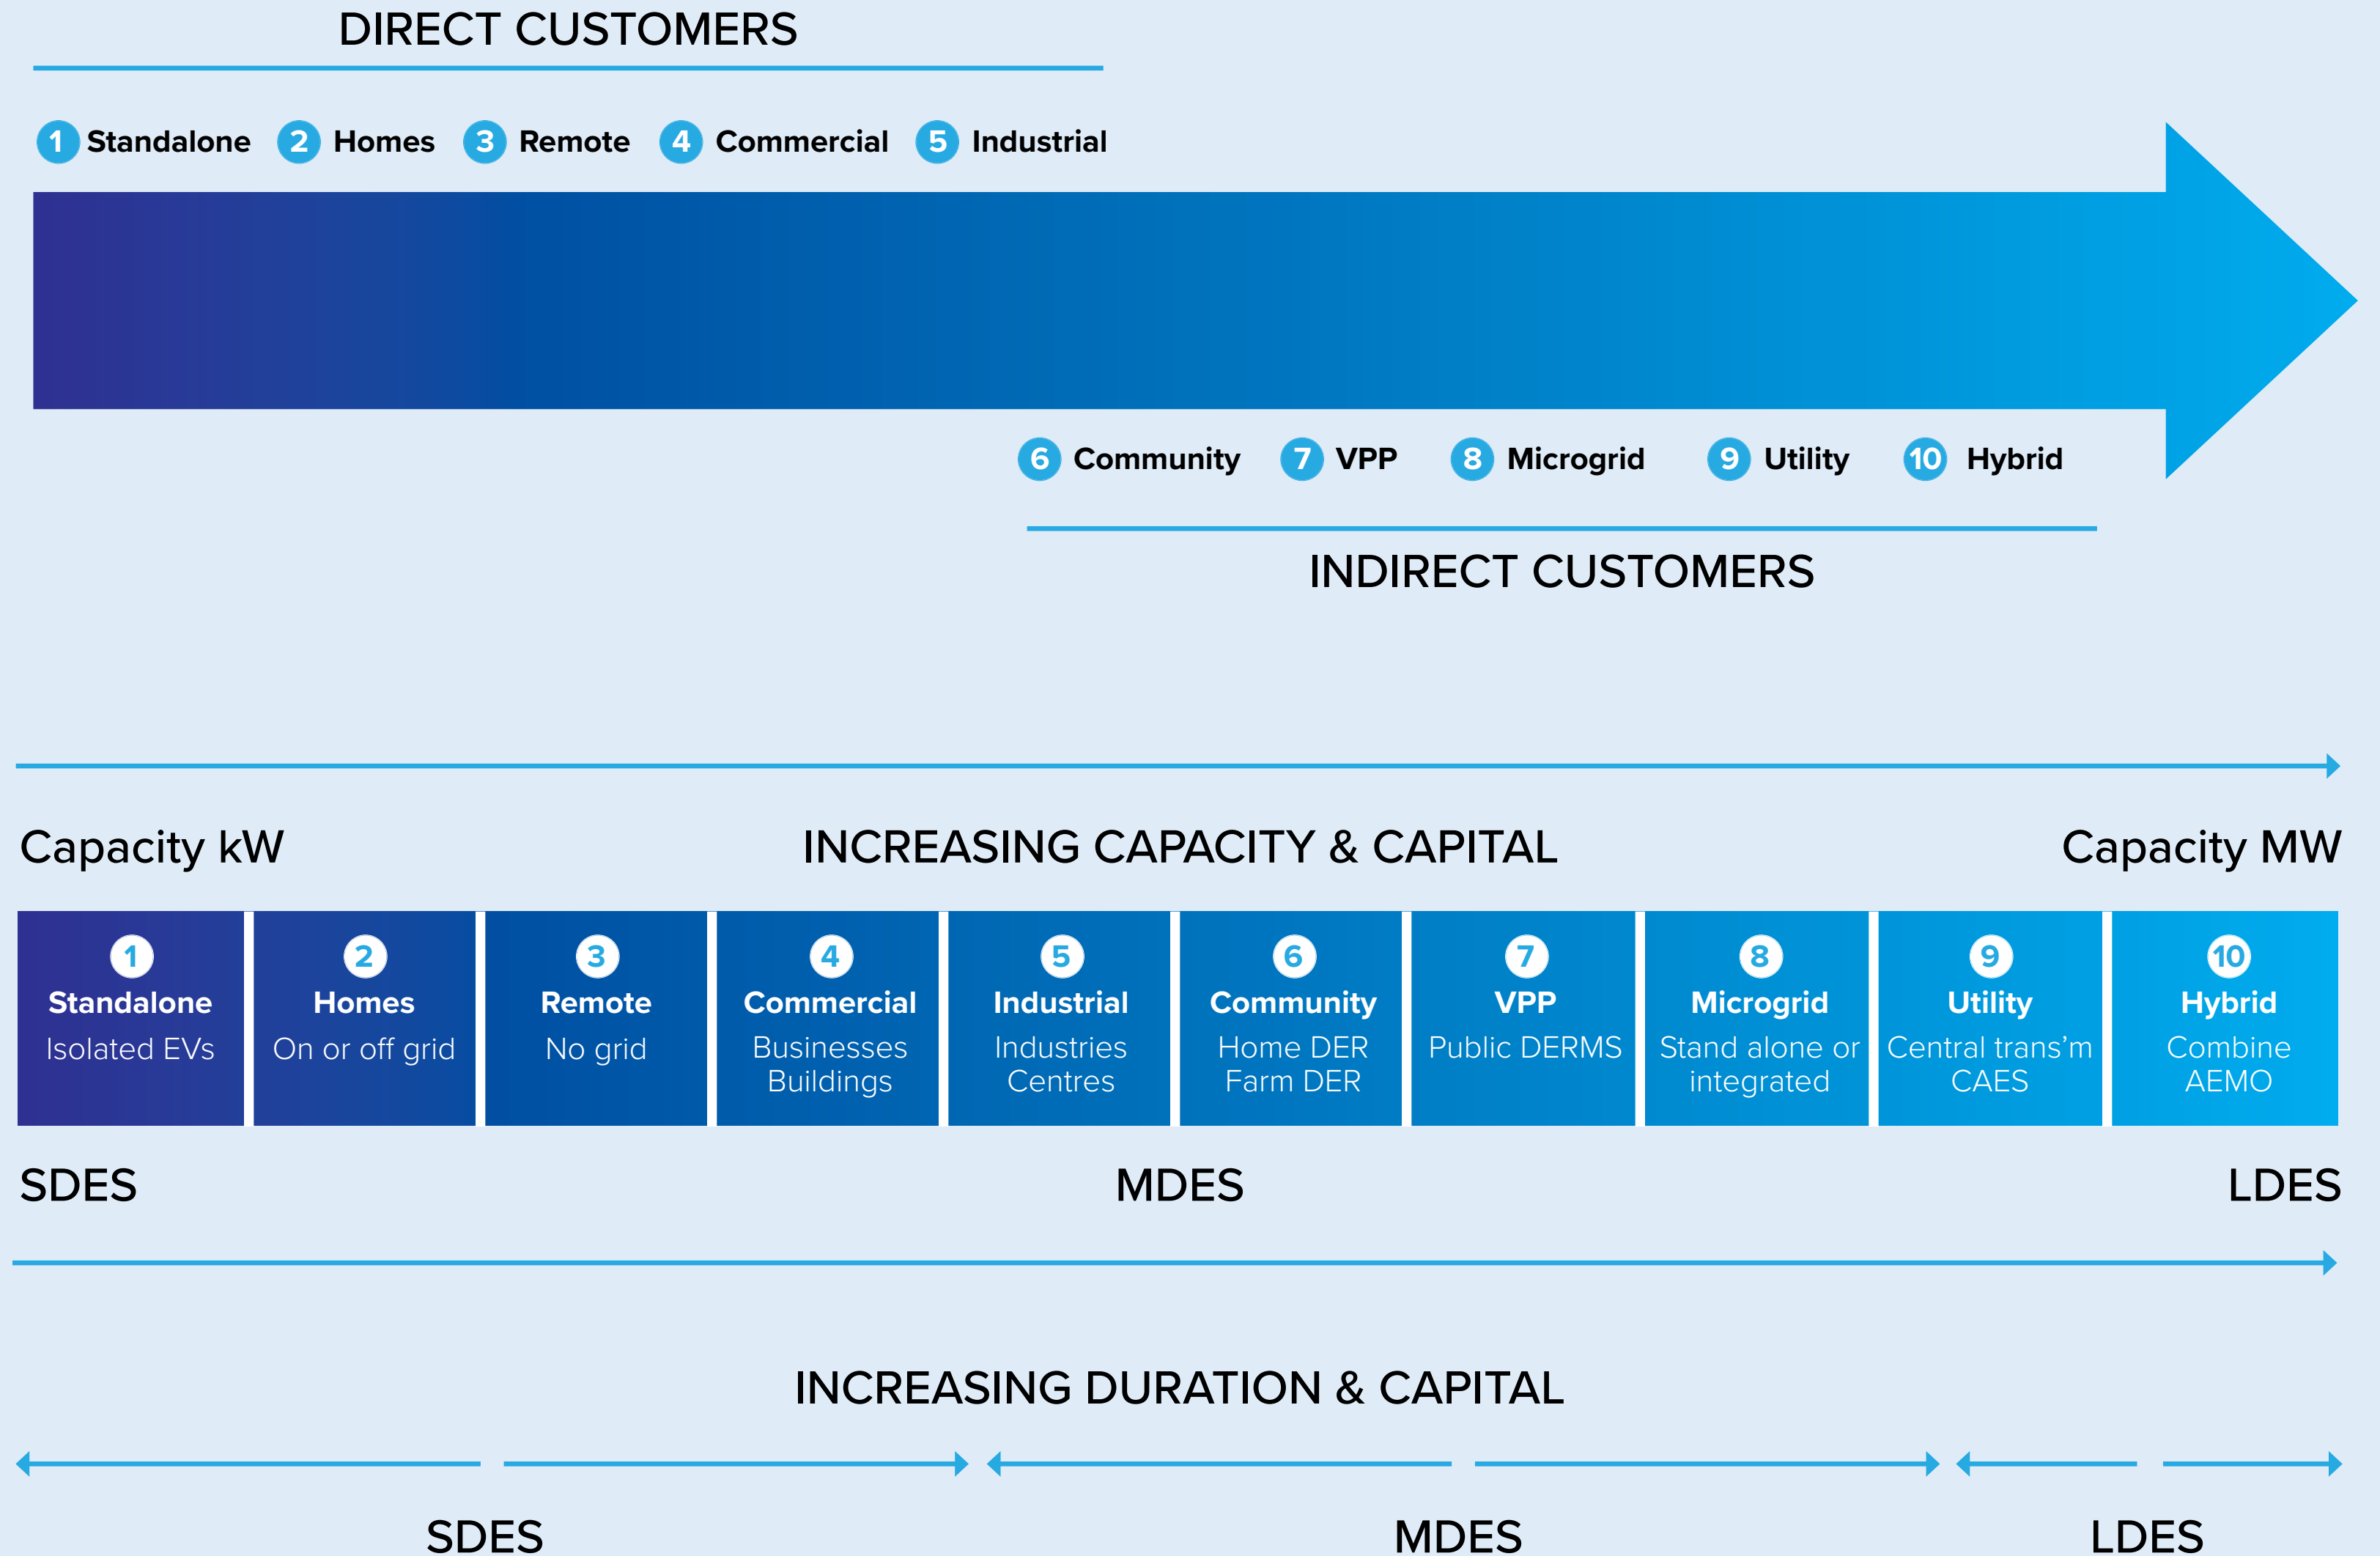 DIRECT CUSTOMERS
1 Standalone 2 Homes 3 Remote 4 Commercial 5 Industrial
6 Community 7 VPP 8 Microgrid 9 Utility 10 Hybrid
INDIRECT CUSTOMERS
Capacity kW INCREASING CAPACITY & CAPITAL Capacity MW
1
Standalone
Isolated EVs
2
Homes
On or off grid
3
Remote
No grid
4
Commercial
Businesses
Buildings
5
Industrial
Industries
Centres
6
Community
Home DER
Farm DER
7
VPP
Public DERMS
8
Microgrid
Stand alone or
integrated
9
Utility
Central trans’m
CAES
10
Hybrid
Combine
AEMO
SDES MDES LDES
INCREASING DURATION & CAPITAL
SDES MDES LDES